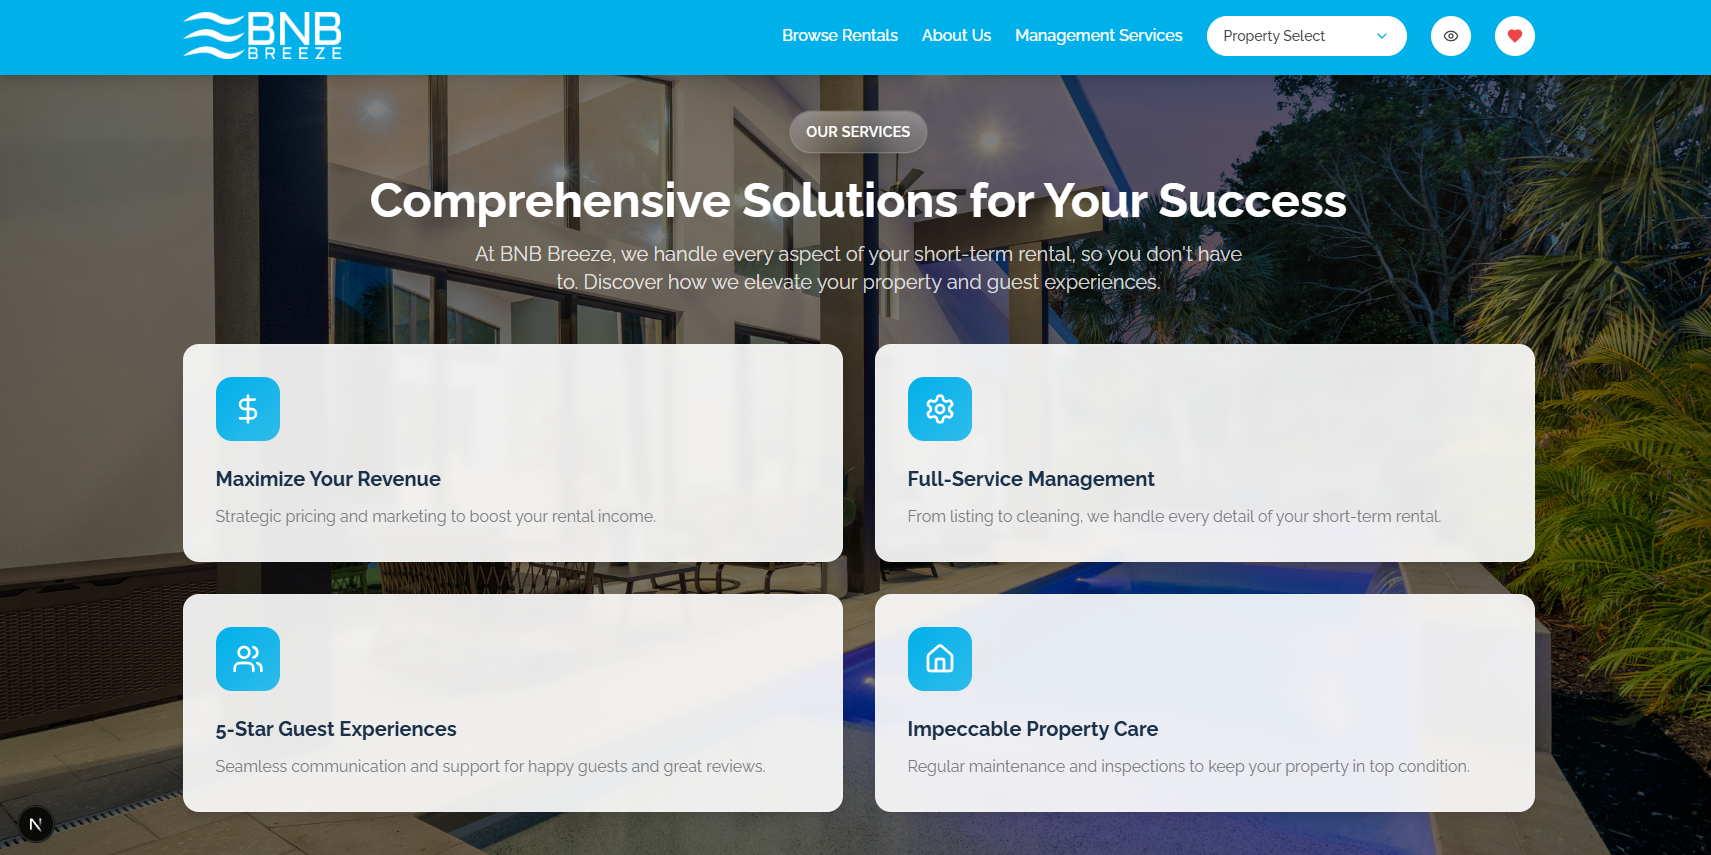 BNB
BREEZE
Browse Rentals
About Us
Management Services
Property Select
OUR SERVICES
Comprehensive Solutions for Your Success
At BNB Breeze, we handle every aspect of your short-term rental, so you don't have
to. Discover how we elevate your property and guest experiences.
Maximize Your Revenue
Strategic pricing and marketing to boost your rental income.
Full-Service Management
From listing to cleaning, we handle every detail of your short-term rental.
5-Star Guest Experiences
Seamless communication and support for happy guests and great reviews.
Impeccable Property Care
Regular maintenance and inspections to keep your property in top condition.
N